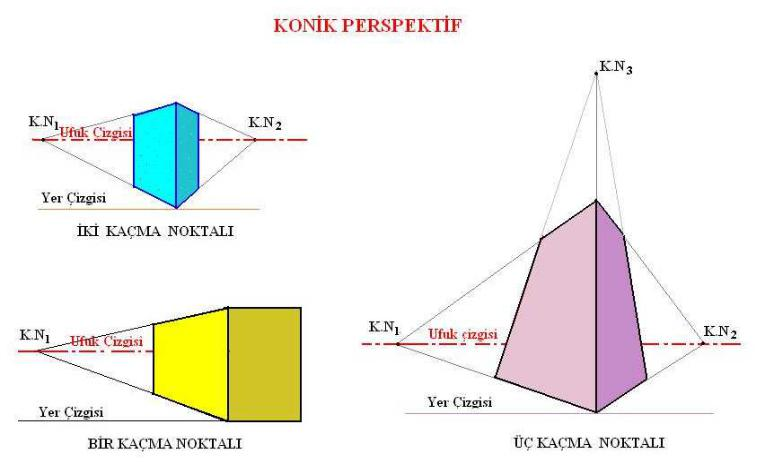 KONİK PERSPEKTİF
K.N1
Ufuk Çizgisi
K.N2
Yer Çizgisi
İKİ KAÇMA NOKTALI
K.N1
Ufuk Çizgisi
Yer Çizgisi
BİR KAÇMA NOKTALI
K.N3
K.N1
Ufuk çizgisi
K.N2
Yer Çizgisi
ÜÇ KAÇMA NOKTALI